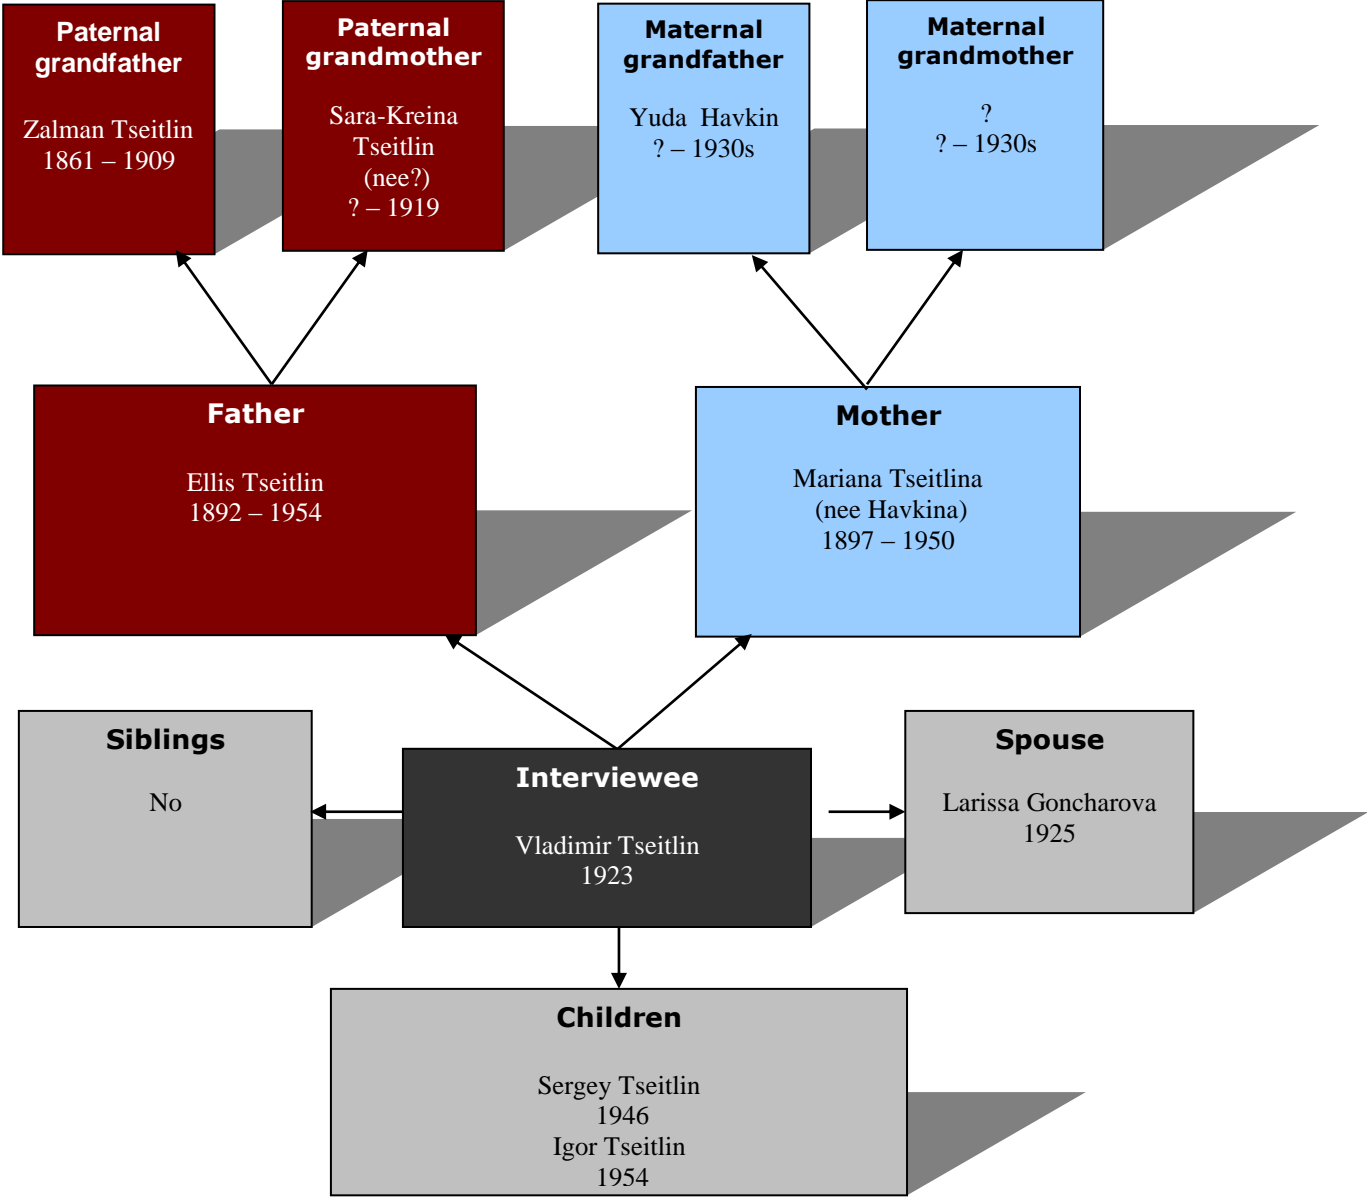 Paternal
grandfather
Zalman Tseitlin
1861 – 1909
Paternal
grandmother
Sara-Kreina
Tseitlin
(nee?)
? – 1919
Maternal
grandfather
Yuda Havkin
? – 1930s
Maternal
grandmother
?
? – 1930s
Father
Ellis Tseitlin
1892 – 1954
Mother
Mariana Tseitlina
(nee Havkina)
1897 – 1950
Siblings
No
Interviewee
Vladimir Tseitlin
1923
Spouse
Larissa Goncharova
1925
Children
Sergey Tseitlin
1946
Igor Tseitlin
1954